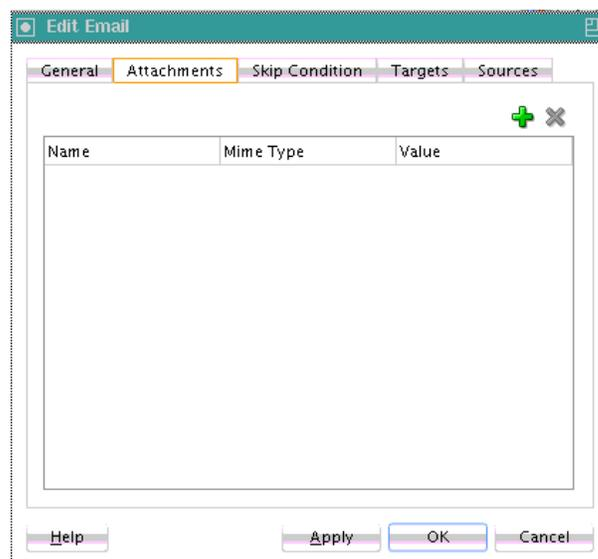 Edit Email
General Attachments Skip Condition Targets Sources
Name Mime Type Value
Help Apply OK Cancel